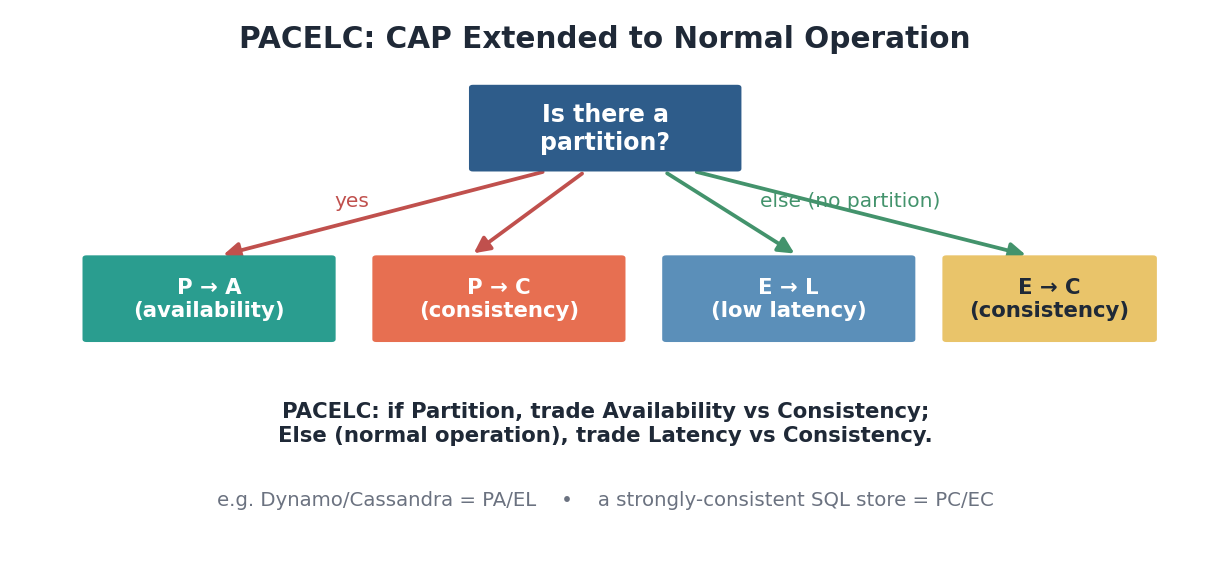 PACELC: CAP Extended to Normal Operation
Is there a
partition?
yes
else (no partition)
P → A
(availability)
P → C
(consistency)
E → L
(low latency)
E → C
(consistency)
PACELC: if Partition, trade Availability vs Consistency;
Else (normal operation), trade Latency vs Consistency.
e.g. Dynamo/Cassandra = PA/EL • a strongly-consistent SQL store = PC/EC